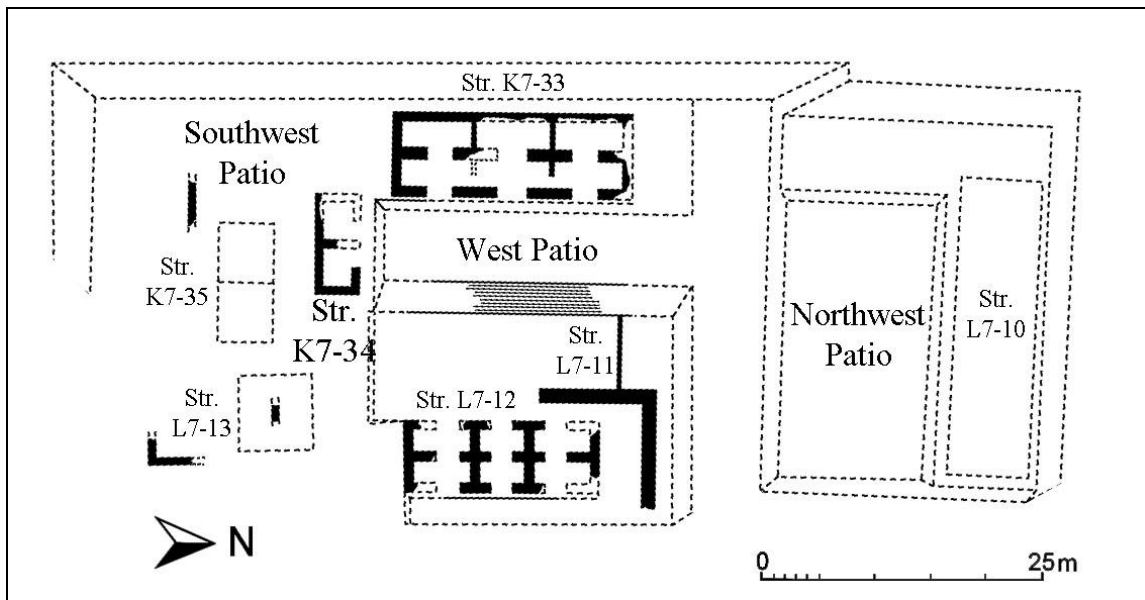 Str. K7-33
Southwest
Patio
West Patio
Str.
K7-35
Str.
K7-34
Str.
L7-11
Northwest
Patio
Str.
L7-10
Str. L7-12
Str.
L7-13
N
0 25m